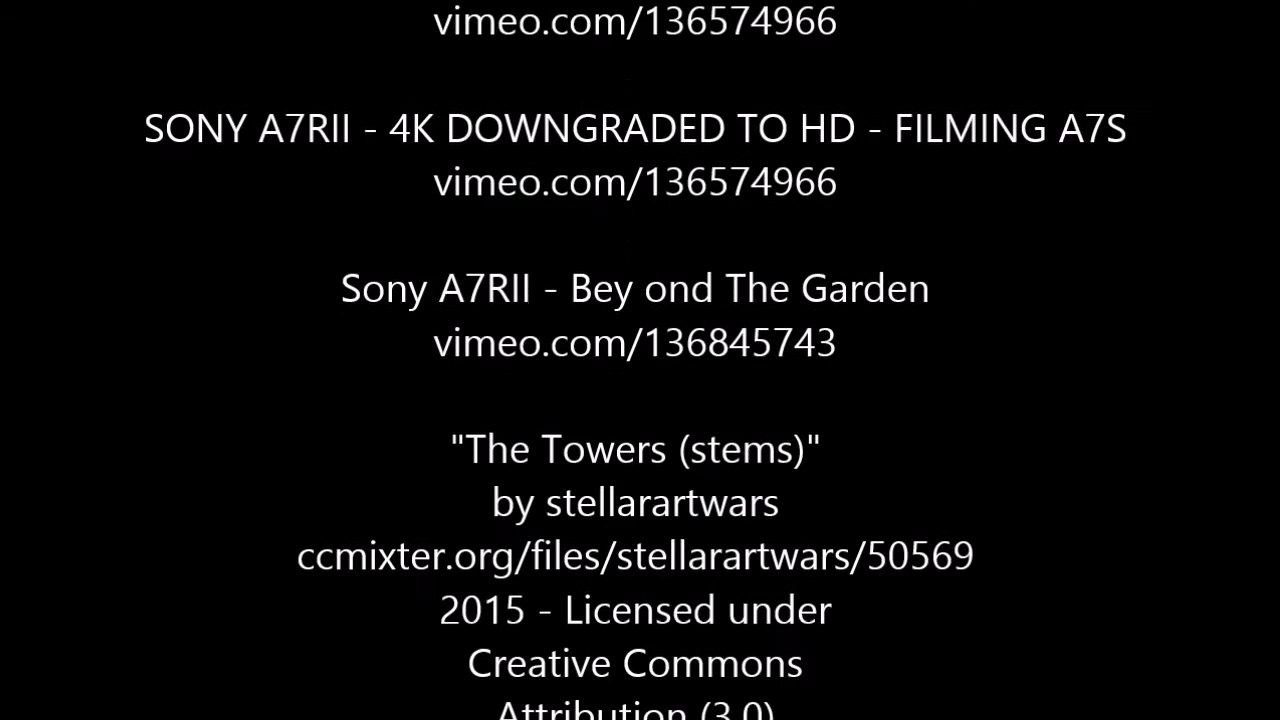 vimeo.com/136574966
SONY A7RII - 4K DOWNGRADED TO HD - FILMING A7S
vimeo.com/136574966
Sony A7RII - Bey ond The Garden
vimeo.com/136845743
"The Towers (stems)"
by stellarartwars
ccmixter.org/files/stellarartwars/50569
2015 - Licensed under
Creative Commons
Attribution (3.0)